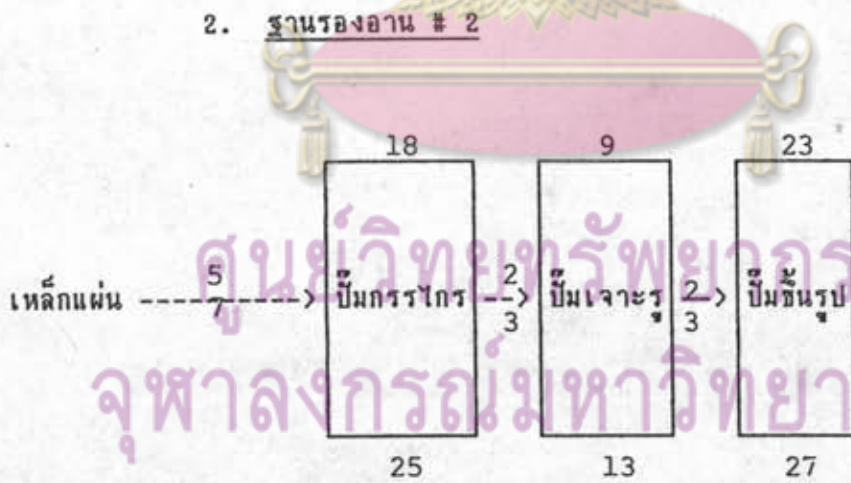 2. ฐานรองอาน # 2
18 9 23
5 2 2
เหล็กแผ่น ------------> ปั๊มกรรไกร --> ปั๊มเจาะรู --> ปั๊มขึ้นรูป
7 3 3
25 13 27
ศูนย์วิทยทรัพยากร
จุฬาลงกรณ์มหาวิทยา